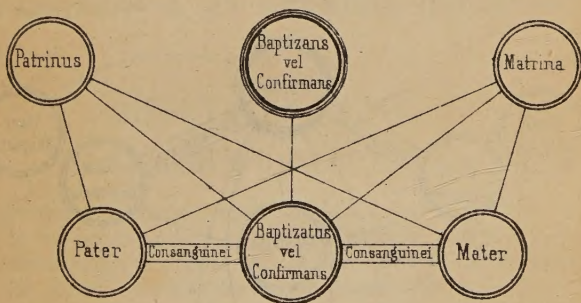 Patrinus
Baptizans
vel
Confirmans
Matrina
Pater
Consanguinei
Baptizatus
vel
Confirmans
Consanguinei
Mater